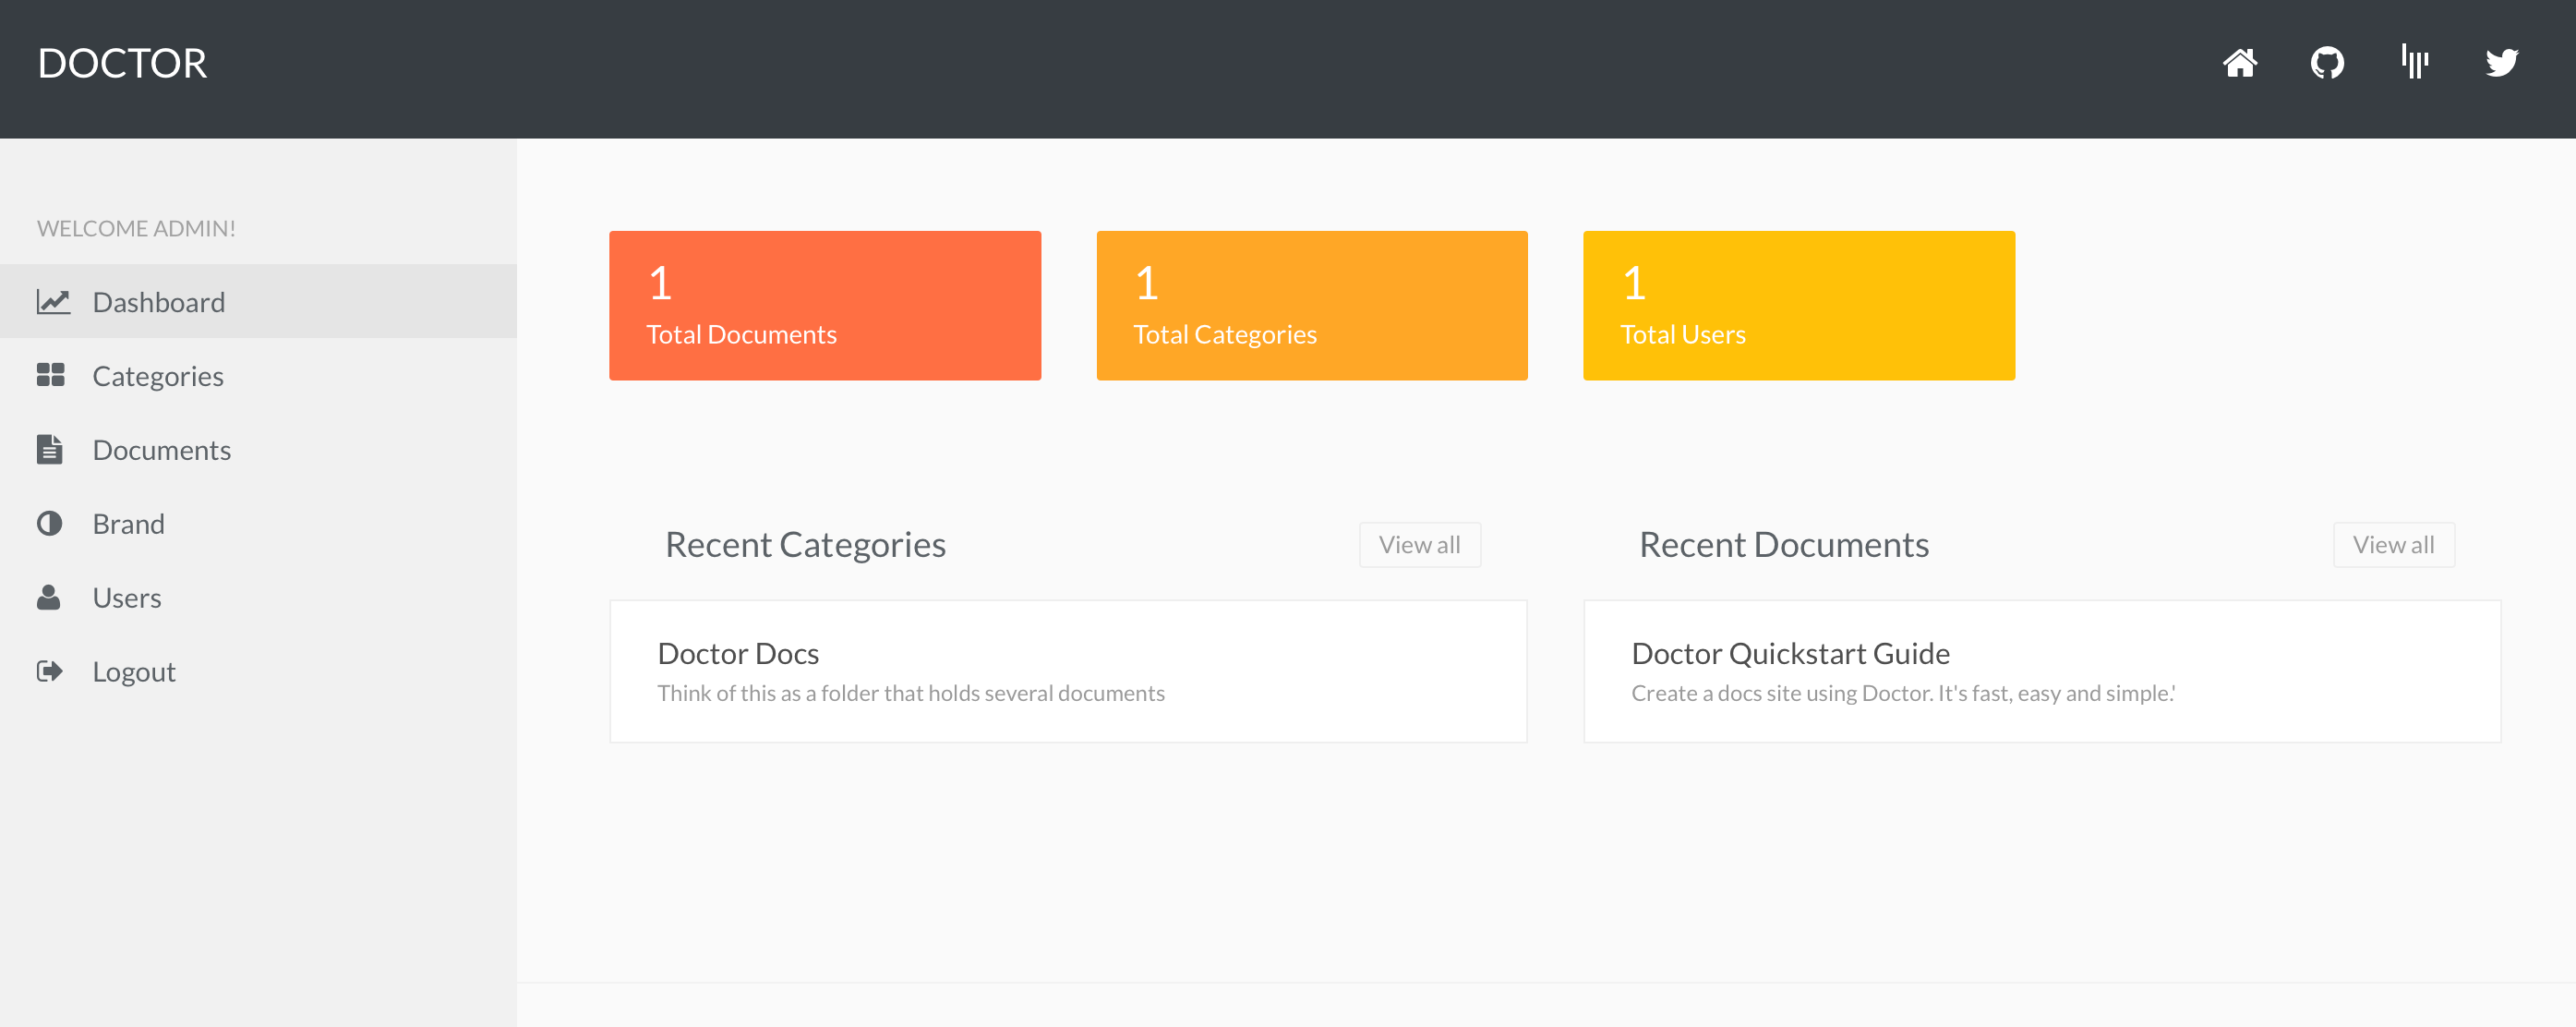 DOCTOR
WELCOME ADMIN!
Dashboard
Categories
Documents
Brand
Users
Logout
1
Total Documents
1
Total Categories
1
Total Users
Recent Categories
View all
Doctor Docs
Think of this as a folder that holds several documents
Recent Documents
View all
Doctor Quickstart Guide
Create a docs site using Doctor. It's fast, easy and simple.'